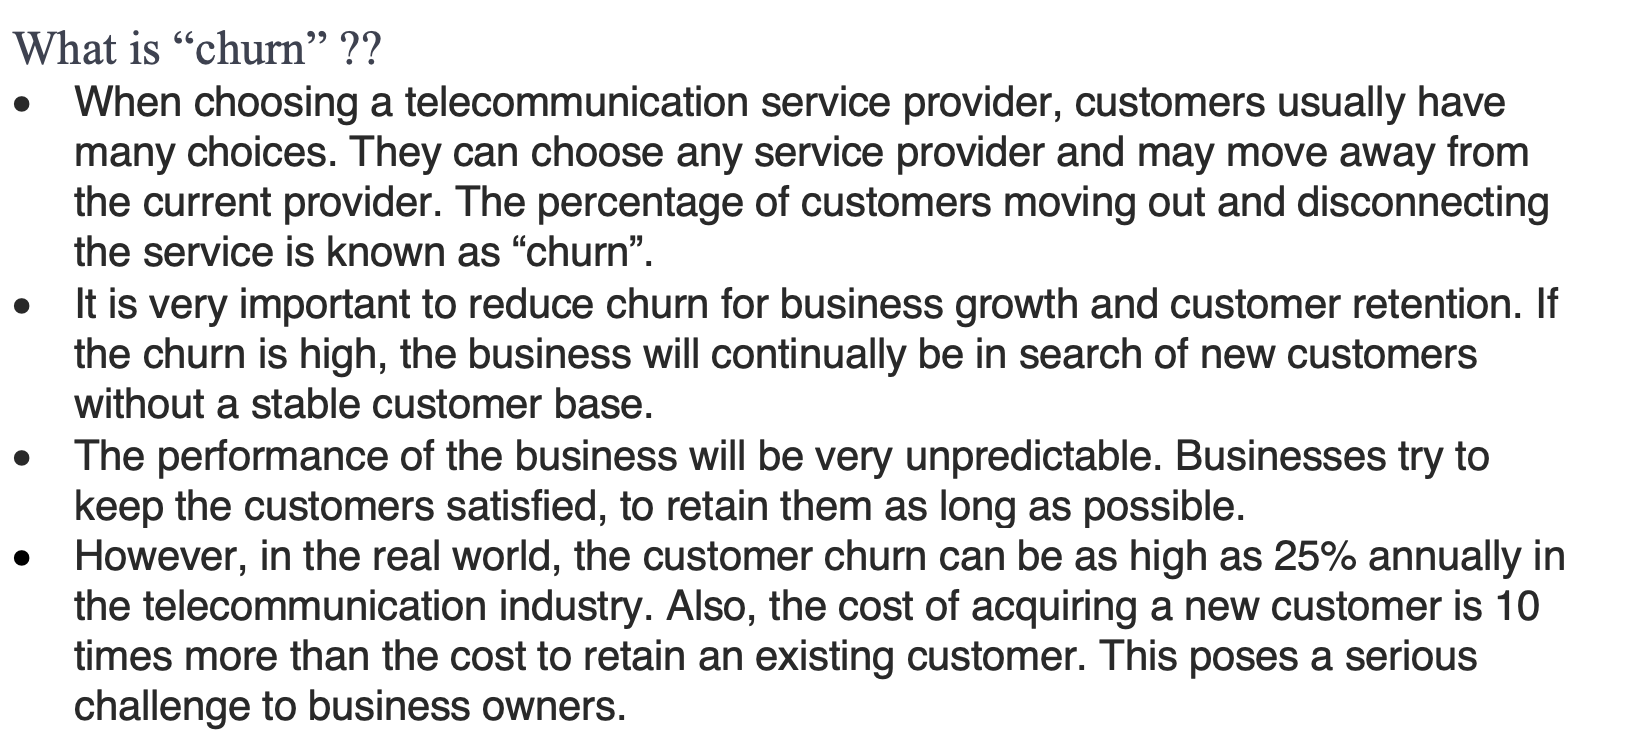 What is “churn” ??
• When choosing a telecommunication service provider, customers usually have
many choices. They can choose any service provider and may move away from
the current provider. The percentage of customers moving out and disconnecting
the service is known as “churn”.
• It is very important to reduce churn for business growth and customer retention. If
the churn is high, the business will continually be in search of new customers
without a stable customer base.
• The performance of the business will be very unpredictable. Businesses try to
keep the customers satisfied, to retain them as long as possible.
• However, in the real world, the customer churn can be as high as 25% annually in
the telecommunication industry. Also, the cost of acquiring a new customer is 10
times more than the cost to retain an existing customer. This poses a serious
challenge to business owners.